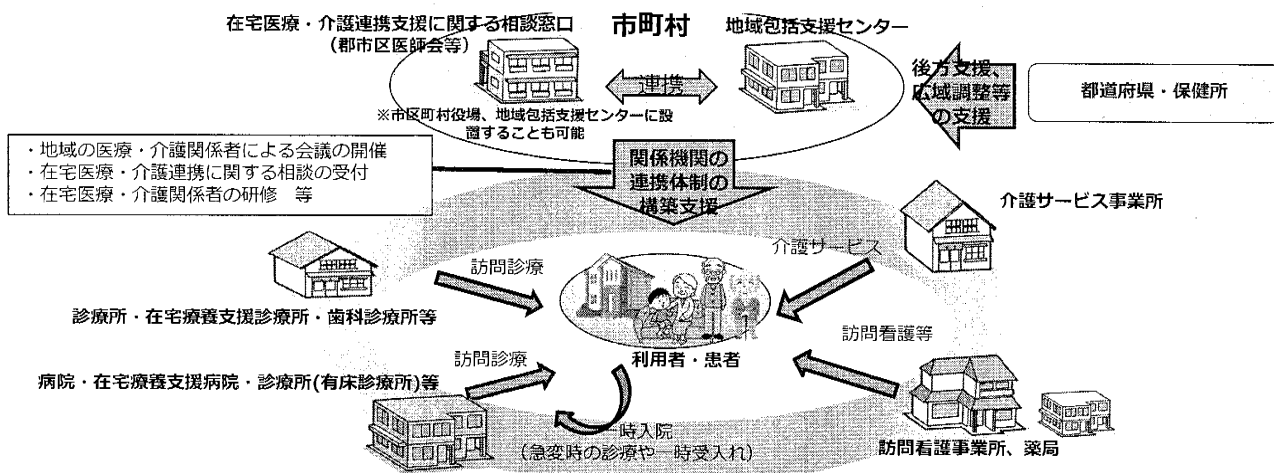 在宅医療・介護連携支援に関する相談窓口
（郡市区医師会等）
市町村
地域包括支援センター
連携
※市区町村役場、地域包括支援センターに設
置することも可能
後方支援、
広域調整等
の支援
都道府県・保健所
・地域の医療・介護関係者による会議の開催
・在宅医療・介護連携に関する相談の受付
・在宅医療・介護関係者の研修　等
関係機関の
連携体制の
構築支援
介護サービス事業所
介護サービス
訪問診療
診療所・在宅療養支援診療所・歯科診療所等
利用者・患者
訪問看護等
訪問診療
病院・在宅療養支援病院・診療所(有床診療所)等
一時入院
（急変時の診療や一時受入れ）
訪問看護事業所、薬局